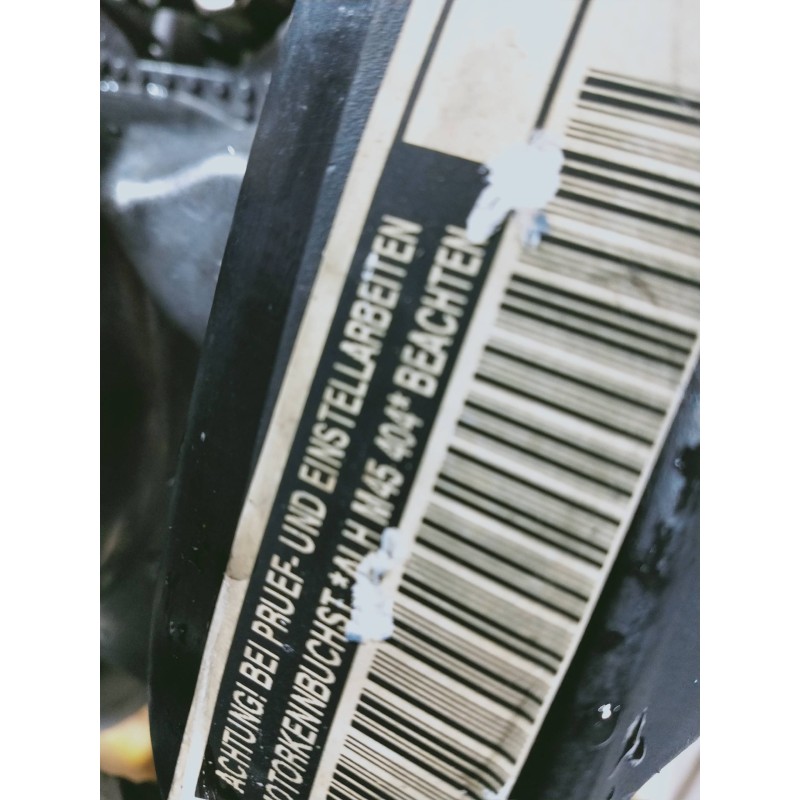 ACHTUNG! BEI PRUEF- UND EINSTELLARBEITEN
MOTORKENNBUCHST. *ALH M45 404* BEACHTEN